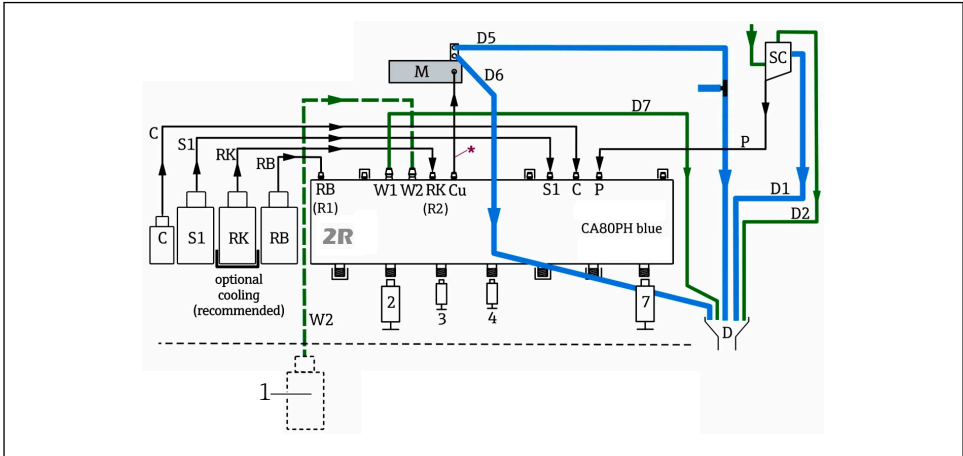 D5
SC
M
D6
D7
C
S1
*
P
RK
RB
RB
W1
W2
RK
Cu
S1
C
P
(R1)
(R2)
D1
D2
2R
CA80PH blue
C
S1
RK
RB
optional
cooling
(recommended)
2
3
4
7
W2
D
1